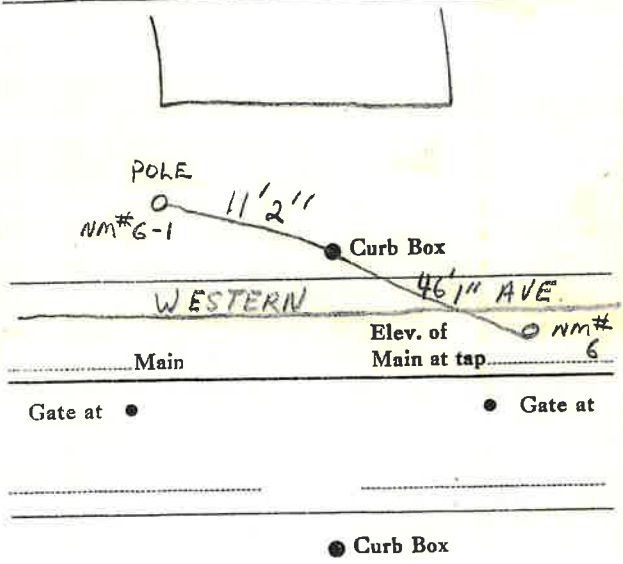 POLE
NM# 6-1
11'2"
Curb Box
46'1"
WESTERN AVE.
NM# 6
Elev. of
Main at tap
Main
Gate at
Gate at
Curb Box